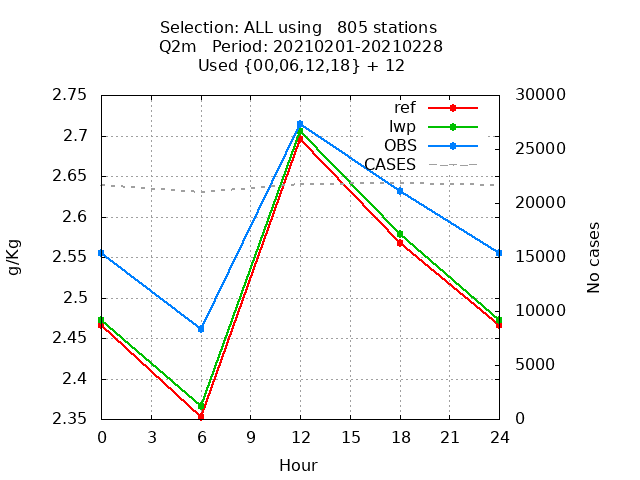 Selection: ALL using   805 stations
Q2m   Period: 20210201-20210228
Used {00,06,12,18} + 12
2.75
2.7
2.65
2.6
2.55
2.5
2.45
2.4
2.35
g/Kg
30000
25000
20000
15000
10000
5000
0
No cases
ref
lwp
OBS
CASES
0 3 6 9 12 15 18 21 24
Hour